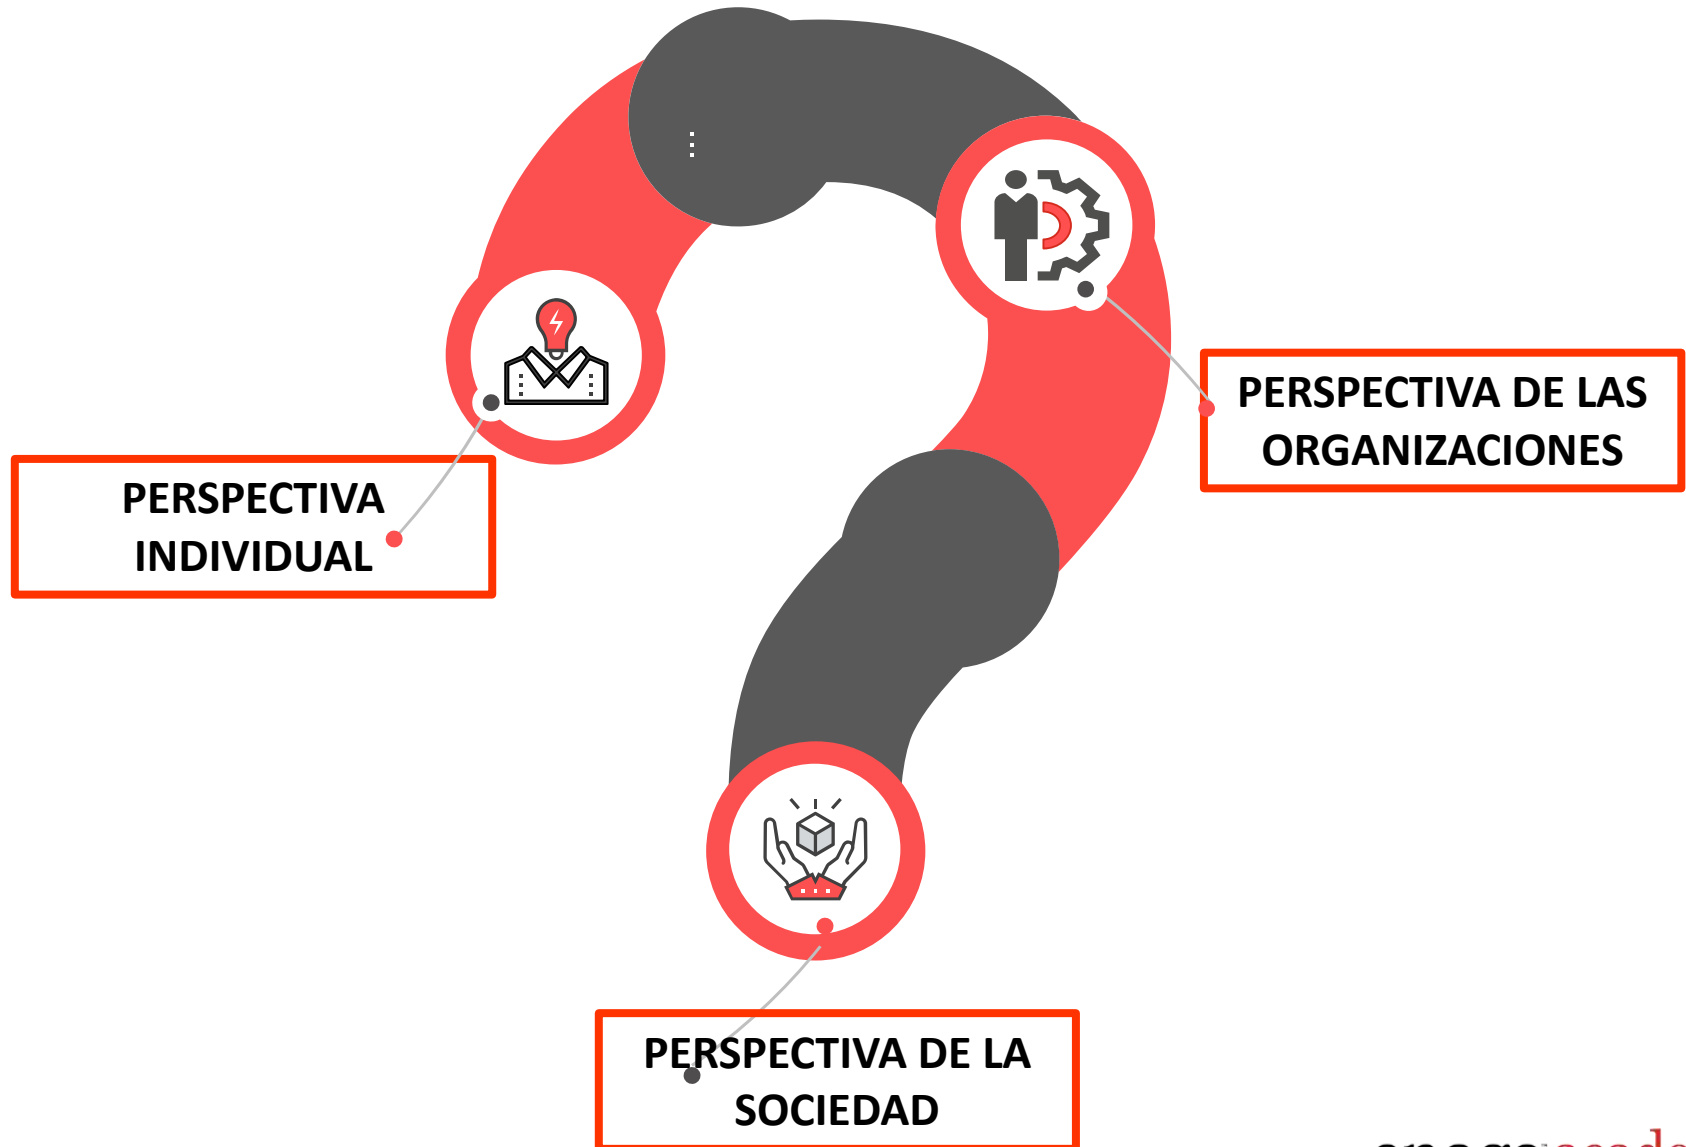 PERSPECTIVA DE LAS
ORGANIZACIONES
PERSPECTIVA
INDIVIDUAL
PERSPECTIVA DE LA
SOCIEDAD